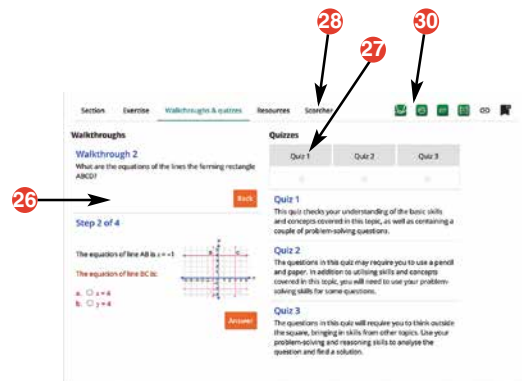 28
27
30
Section Exercise Walkthroughs & quizzes Resources Scorcher
Walkthroughs
Walkthrough 2
What are the equations of the lines the forming rectangle
ABCD?
Back
26
Step 2 of 4
The equation of line AB is x = –1
The equation of line BC is:
a. x = 4
b. y = 4
Answer
Quizzes
Quiz 1 Quiz 2 Quiz 3
Quiz 1
This quiz checks your understanding of the basic skills
and concepts covered in this topic, as well as containing a
couple of problem-solving questions.
Quiz 2
The questions in this quiz may require you to use a pencil
and paper. In addition to utilising skills and concepts
covered in this topic, you will need to use your problem-
solving skills for some questions.
Quiz 3
The questions in this quiz will require you to think outside
the square, bringing in skills from other topics. Use your
problem-solving and reasoning skills to analyse the
question and find a solution.